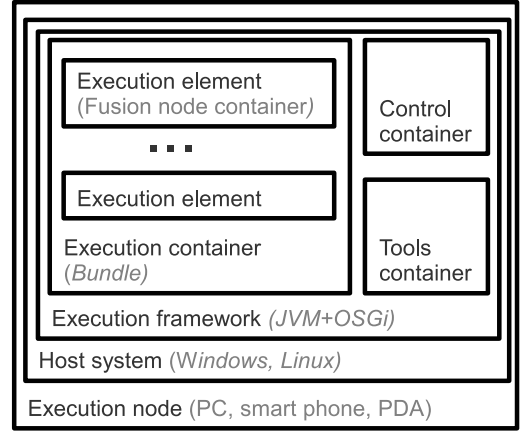 Execution element
(Fusion node container)
Control
container
...
Execution element
Execution container
(Bundle)
Tools
container
Execution framework (JVM+OSGi)
Host system (Windows, Linux)
Execution node (PC, smart phone, PDA)